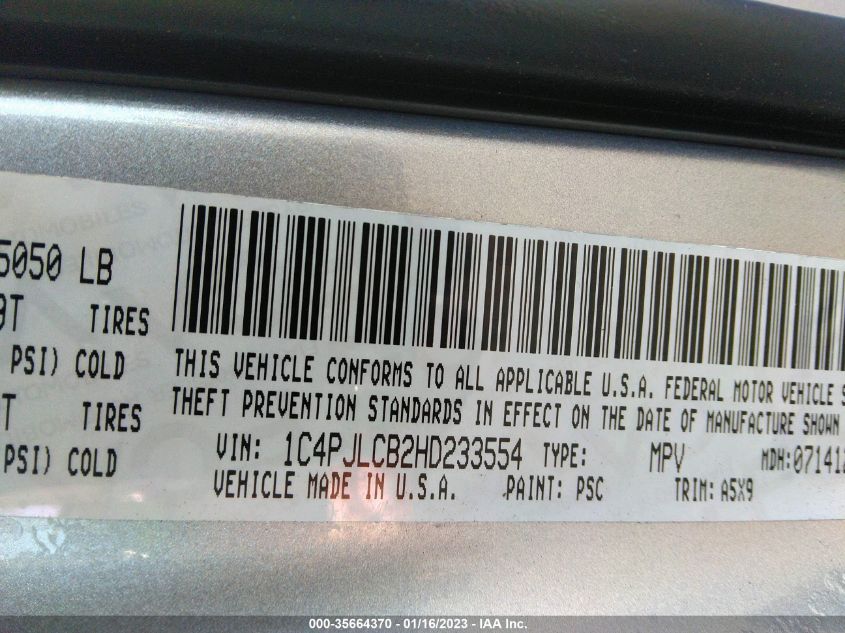 5050 LB
9T TIRES
PSI) COLD
T TIRES
PSI) COLD
THIS VEHICLE CONFORMS TO ALL APPLICABLE U.S.A. FEDERAL MOTOR VEHICLE S
THEFT PREVENTION STANDARDS IN EFFECT ON THE DATE OF MANUFACTURE SHOWN
VIN: 1C4PJLCB2HD233554 TYPE: MPV MDH:071412
VEHICLE MADE IN U.S.A. PAINT: PSC TRIM: A5X9
000-35664370 - 01/16/2023 - IAA Inc.